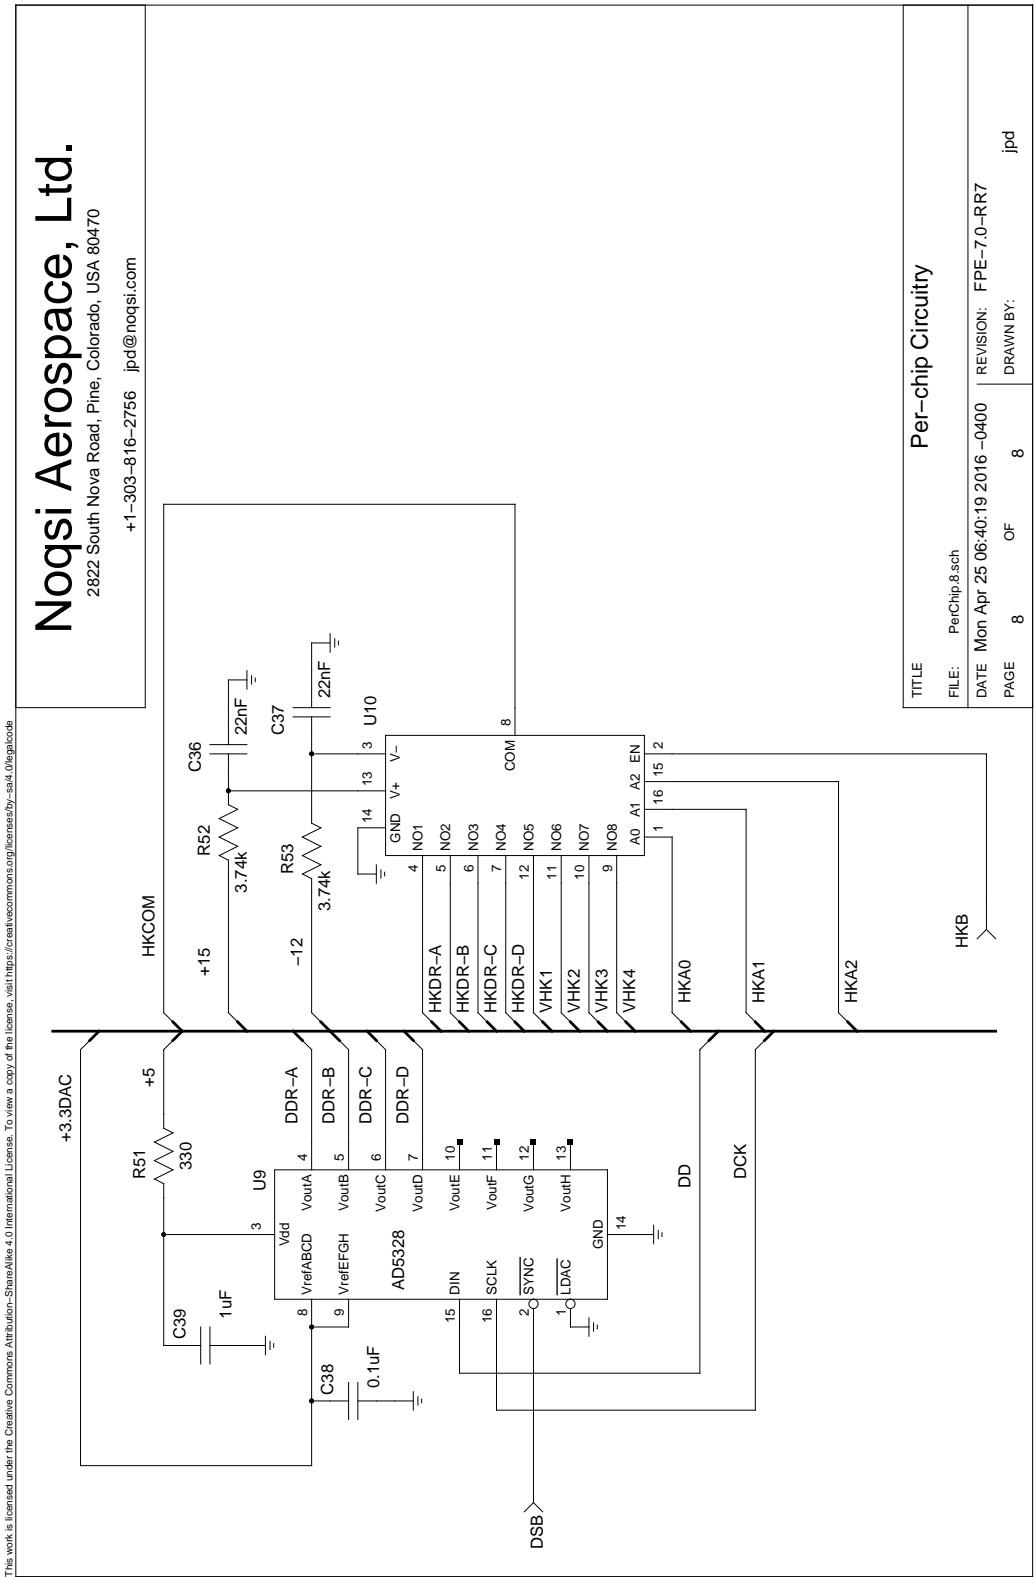 This work is licensed under the Creative Commons Attribution−ShareAlike 4.0 International License. To view a copy of the license, visit https://creativecommons.org/licenses/by−sa/4.0/legalcode
Noqsi Aerospace, Ltd.
2822 South Nova Road, Pine, Colorado, USA 80470
+1−303−816−2756 jpd@noqsi.com
+3.3DAC
HKCOM
+5
R51
330
C39
1uF
+15
R52
3.74k
C36
22nF
−12
R53
3.74k
C37
22nF
U9
AD5328
3
Vdd
8
VrefABCD
9
VrefEFGH
15
DIN
16
SCLK
2
SYNC
1
LDAC
VoutA
4
VoutB
5
VoutC
6
VoutD
7
VoutE
10
VoutF
11
VoutG
12
VoutH
13
GND
14
C38
0.1uF
DDR−A
DDR−B
DDR−C
DDR−D
DD
DCK
DSB
U10
14
GND
13
V+
3
V−
4
NO1
5
NO2
6
NO3
7
NO4
12
NO5
11
NO6
10
NO7
9
NO8
COM
8
A0
1
A1
16
A2
15
EN
2
HKDR−A
HKDR−B
HKDR−C
HKDR−D
VHK1
VHK2
VHK3
VHK4
HKA0
HKA1
HKA2
HKB
TITLE
Per−chip Circuitry
FILE: PerChip.8.sch
REVISION: FPE−7.0−RR7
DATE Mon Apr 25 06:40:19 2016 −0400
PAGE 8 OF 8
DRAWN BY: jpd